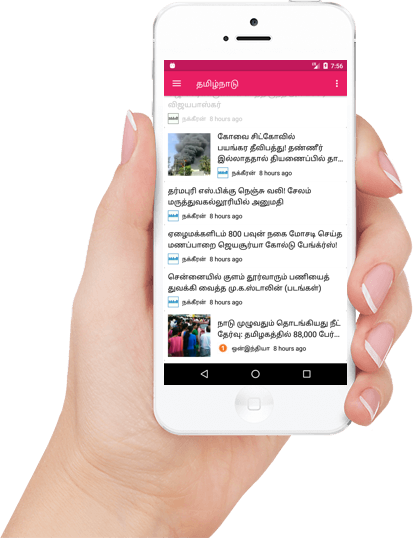 7:56
தமிழ்நாடு
விஜயபாஸ்கர்
நக்கீரன் 8 hours ago
கோவை சிட்கோவில்
பயங்கர தீவிபத்து! தண்ணீர்
இல்லாததால் தியணைப்பில் தா...
நக்கீரன் 8 hours ago
தர்மபுரி எஸ்.பிக்கு நெஞ்சு வலி! சேலம்
மருத்துவகல்லூரியில் அனுமதி
நக்கீரன் 8 hours ago
ஏழைமக்களிடம் 800 பவுன் நகை மோசடி செய்த
மணப்பாறை ஜெயசூர்யா கோல்டு பேங்க்ர்ஸ்!
நக்கீரன் 8 hours ago
சென்னையில் குளம் தூர்வாரும் பணியைத்
துவக்கி வைத்த மு.க.ஸ்டாலின் (படங்கள்)
நக்கீரன் 8 hours ago
நாடு முழுவதும் தொடங்கியது நீட்
தேர்வு: தமிழகத்தில் 88,000 பேர்...
ஒன்இந்தியா 8 hours ago